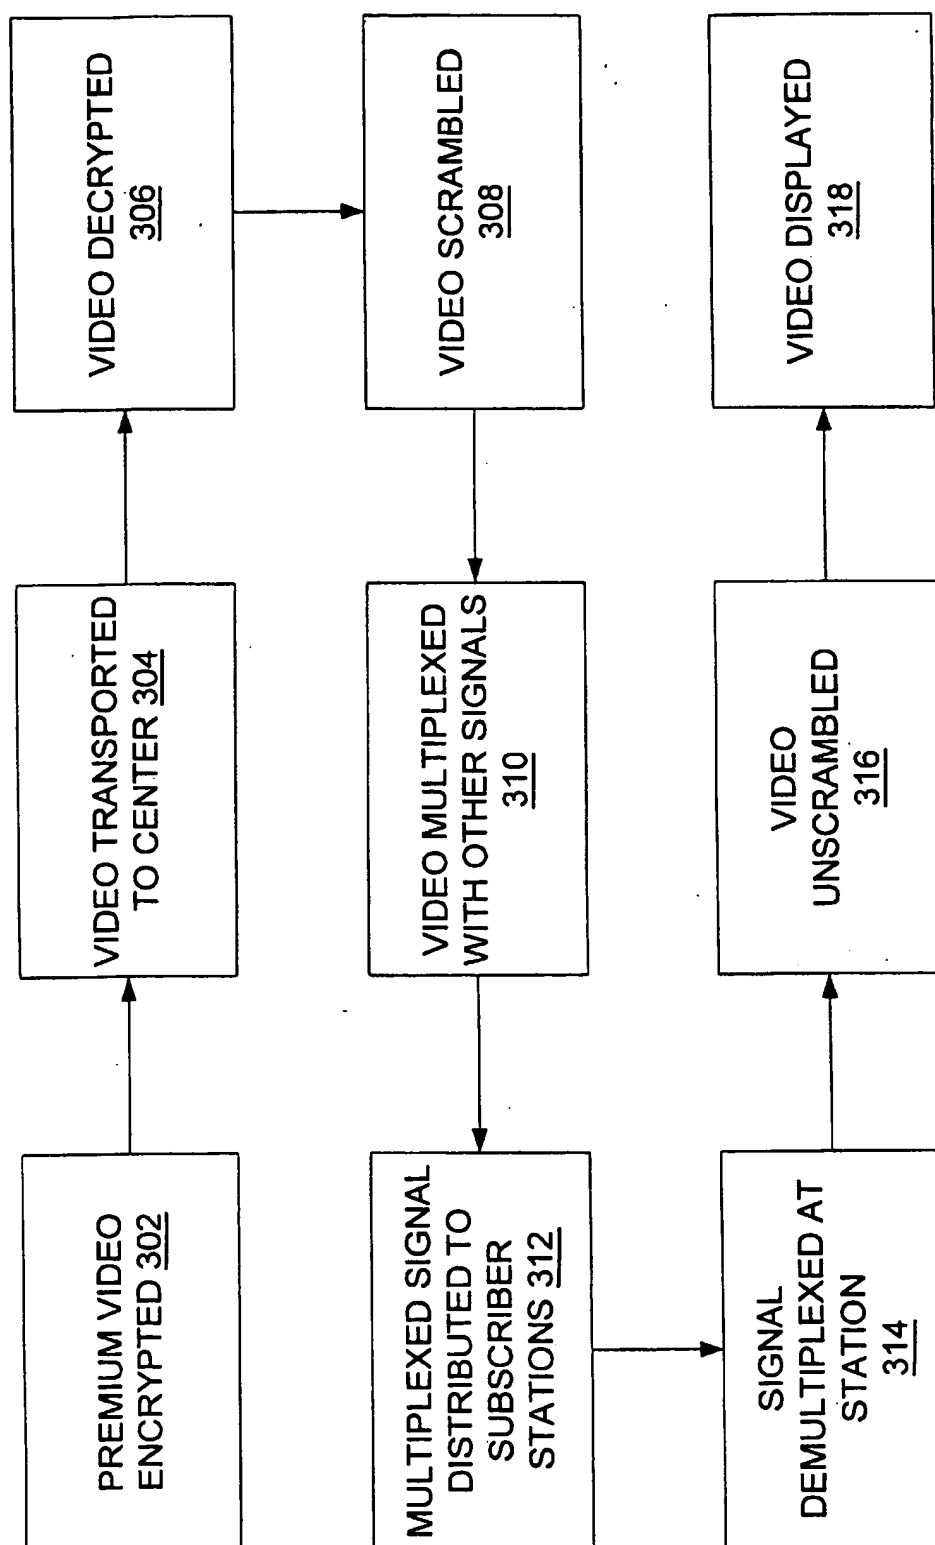 PREMIUM VIDEO
ENCRYPTED 302
VIDEO TRANSPORTED
TO CENTER 304
VIDEO DECRYPTED
306
VIDEO SCRAMBLED
308
VIDEO MULTIPLEXED
WITH OTHER SIGNALS
310
MULTIPLEXED SIGNAL
DISTRIBUTED TO
SUBSCRIBER
STATIONS 312
SIGNAL
DEMULTIPLEXED AT
STATION
314
VIDEO
UNSCRAMBLED
316
VIDEO DISPLAYED
318